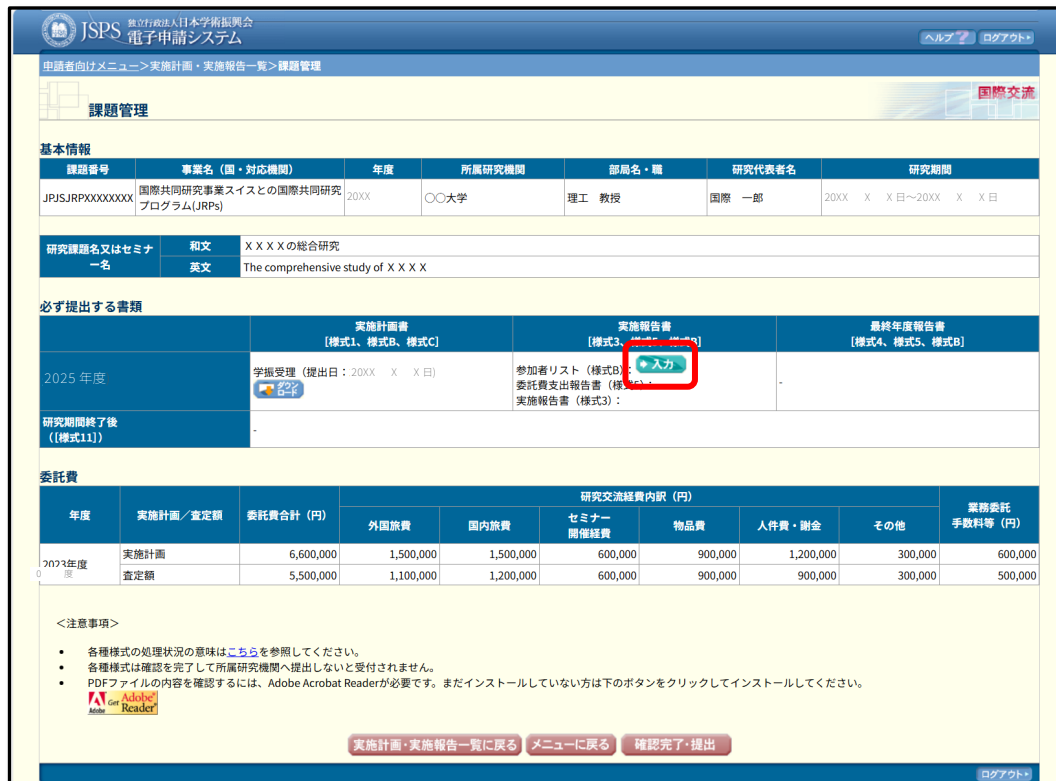 JSPS 独立行政法人日本学術振興会
電子申請システム
ヘルプ ? ログアウト
申請者向けメニュー>実施計画・実施報告一覧>課題管理
課題管理
国際交流
基本情報
課題番号 事業名（国・対応機関） 年度 所属研究機関 部局名・職 研究代表者名 研究期間
JPJSJRPXXXXXXXX 国際共同研究事業スイスとの国際共同研究プログラム(JRPs) 20XX ○○大学 理工 教授 国際 一郎 20XX X X日～20XX X X日
研究課題名又はセミナー名 和文 ＸＸＸＸの総合研究
英文 The comprehensive study of ＸＸＸＸ
必ず提出する書類
実施計画書 実施報告書 最終年度報告書
[様式1、様式B、様式C] [様式3、様式5、様式B] [様式4、様式5、様式B]
2025 年度 学振受理（提出日：20XX X X日) ダウンロード
参加者リスト（様式B）： 入力
委託費支出報告書（様式5）：
実施報告書（様式3）：
-
研究期間終了後
（[様式11]） -
委託費
年度 実施計画／査定額 委託費合計（円） 研究交流経費内訳（円） 業務委託手数料等（円）
外国旅費 国内旅費 セミナー開催経費 物品費 人件費・謝金 その他
2023年度 実施計画 6,600,000 1,500,000 1,500,000 600,000 900,000 1,200,000 300,000 600,000
0 度 査定額 5,500,000 1,100,000 1,200,000 600,000 900,000 900,000 300,000 500,000
＜注意事項＞
• 各種様式の処理状況の意味はこちらを参照してください。
• 各種様式は確認を完了して所属研究機関へ提出しないと受付されません。
• PDFファイルの内容を確認するには、Adobe Acrobat Readerが必要です。まだインストールしていない方は下のボタンをクリックしてインストールしてください。
Adobe Get Adobe Reader
実施計画・実施報告一覧に戻る メニューに戻る 確認完了・提出
ログアウト